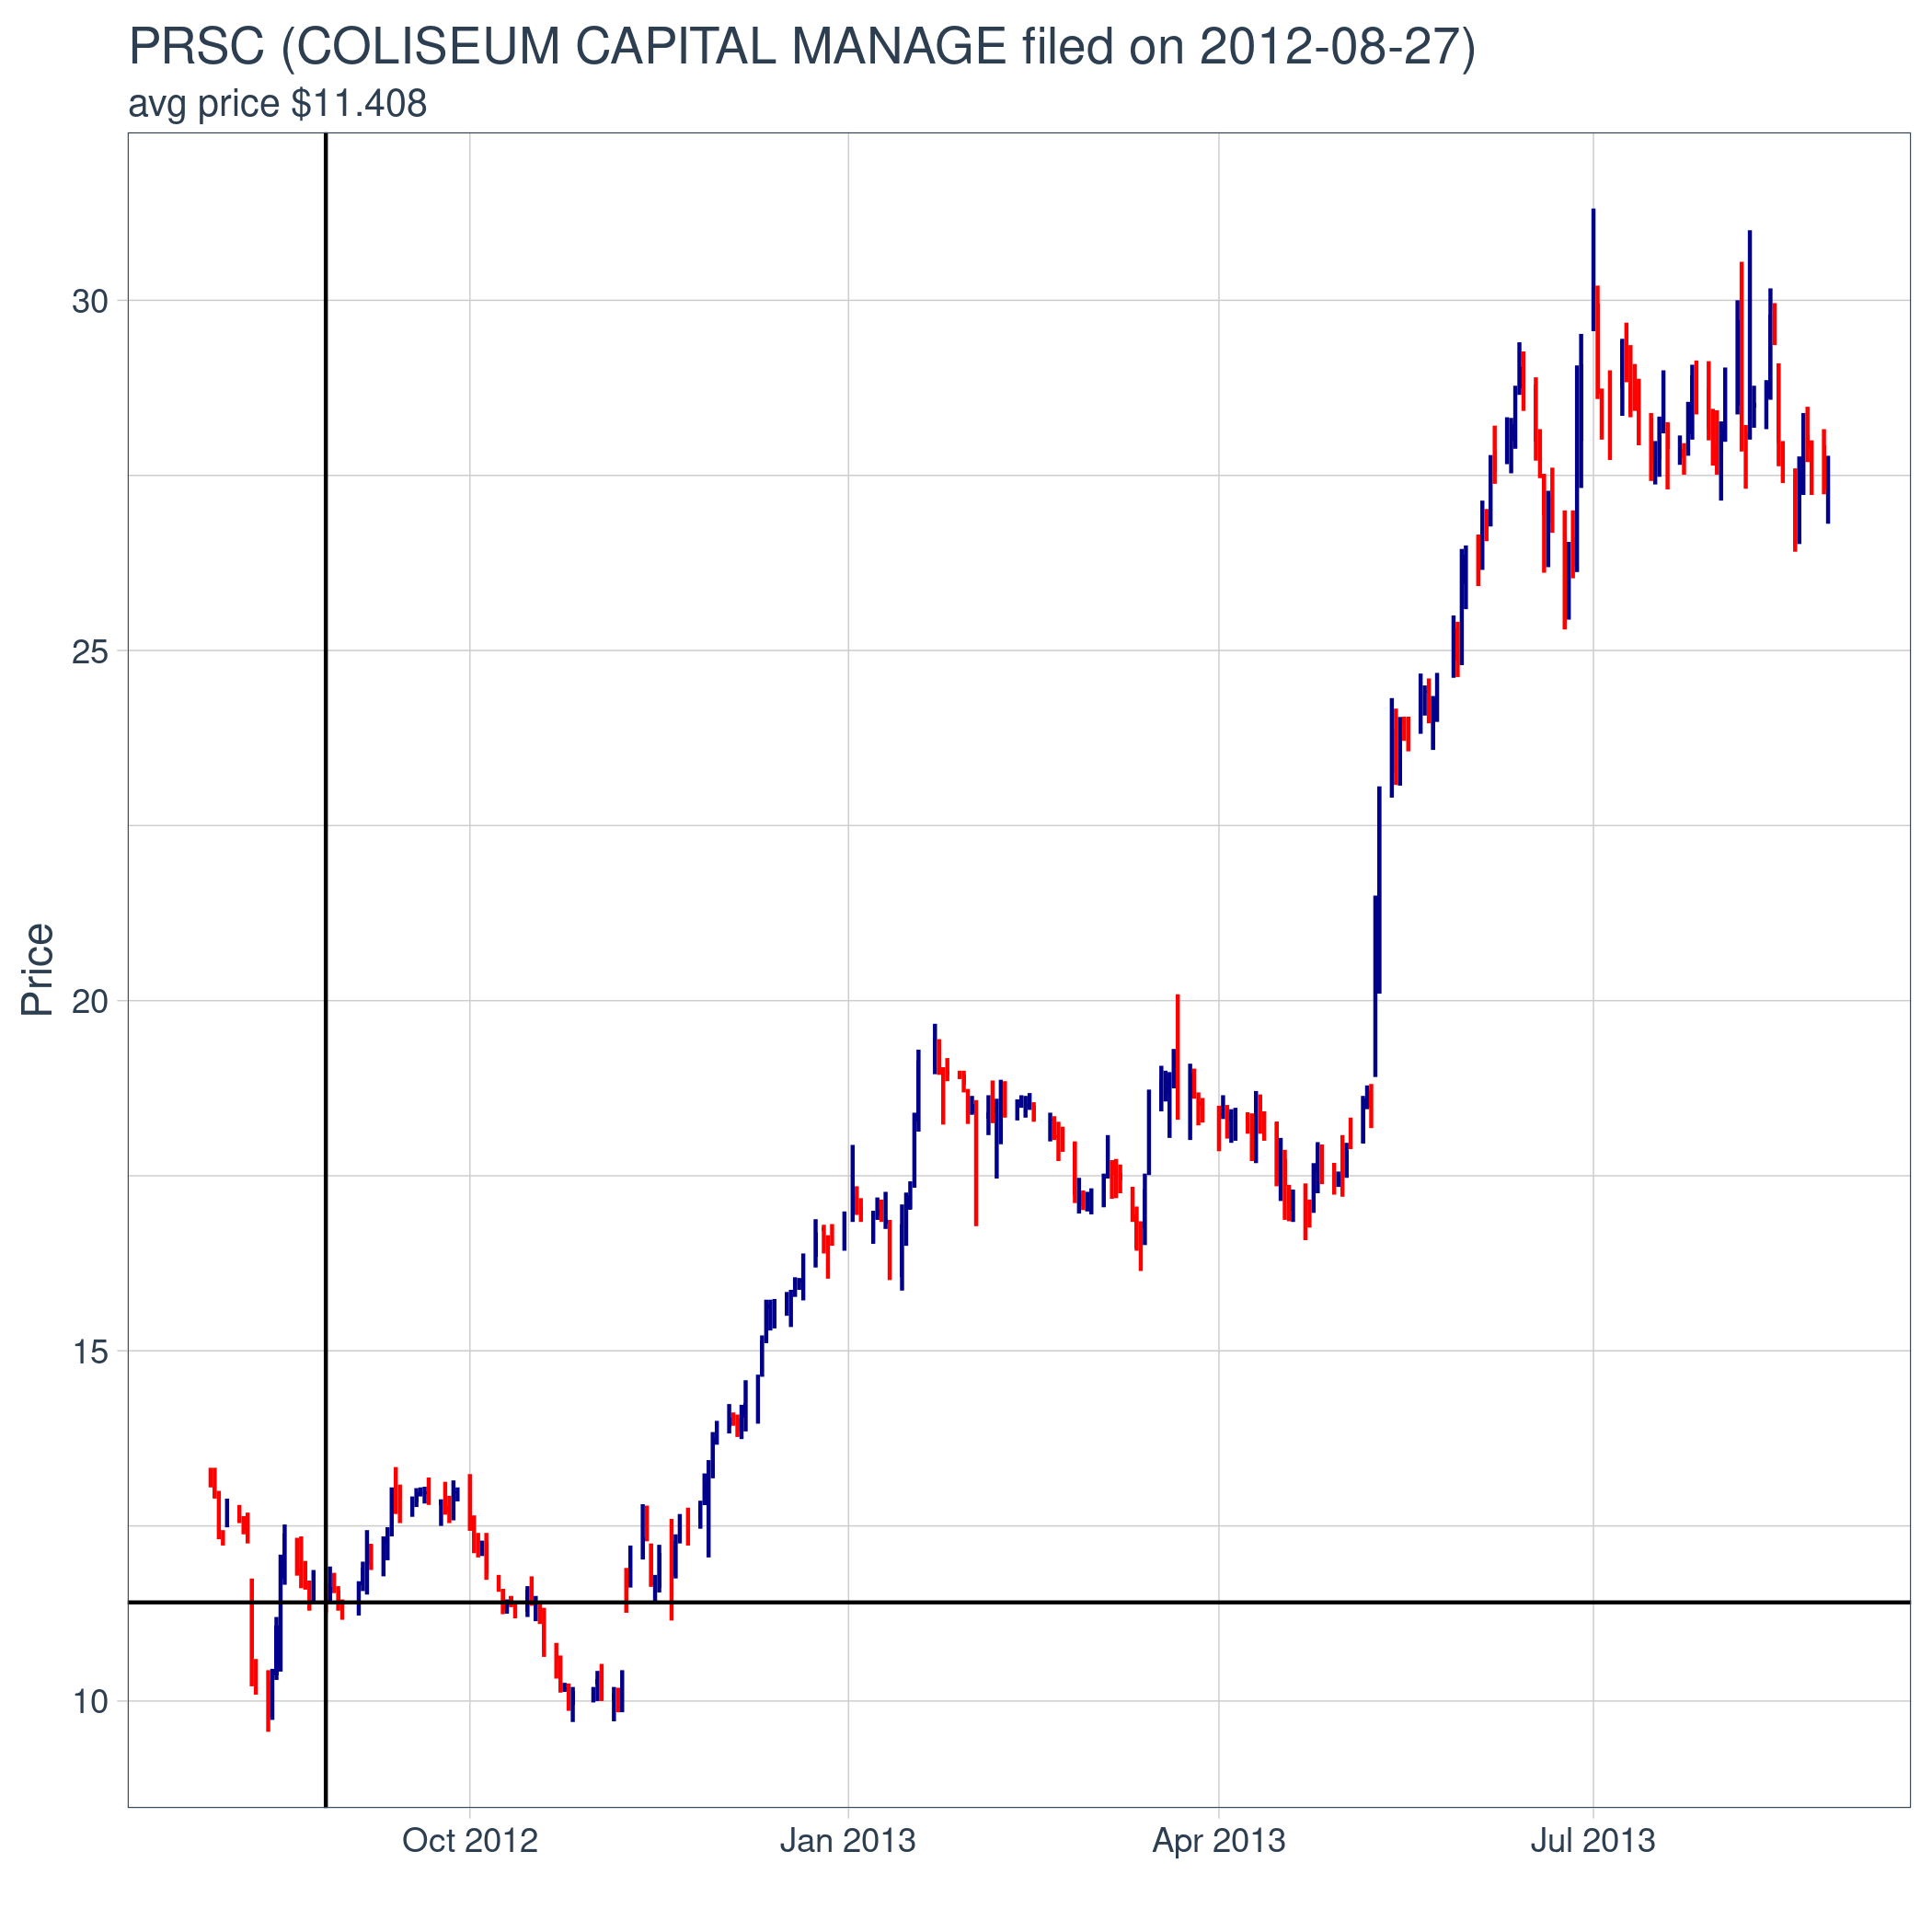 PRSC (COLISEUM CAPITAL MANAGE filed on 2012-08-27)
avg price $11.408
30
25
20
15
10
Price
Oct 2012 Jan 2013 Apr 2013 Jul 2013